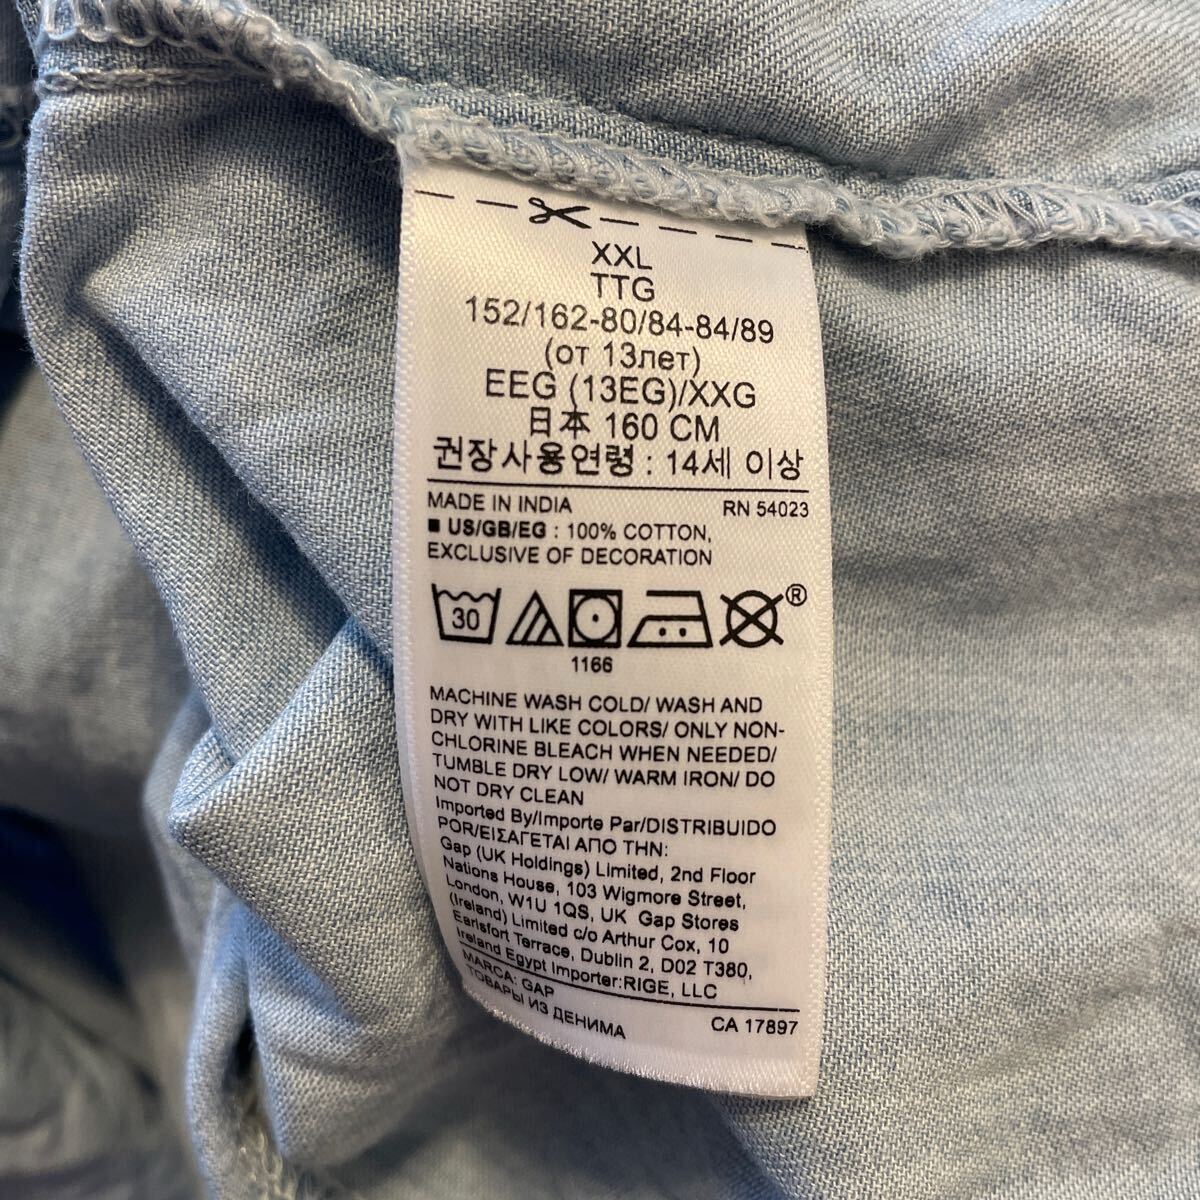 XXL
TTG
152/162-80/84-84/89
(от 13лет)
EEG (13EG)/XXG
日本 160 CM
권장사용연령 : 14세 이상
MADE IN INDIA RN 54023
■ US/GB/EG : 100% COTTON,
EXCLUSIVE OF DECORATION
30 ®
1166
MACHINE WASH COLD/ WASH AND
DRY WITH LIKE COLORS/ ONLY NON-
CHLORINE BLEACH WHEN NEEDED/
TUMBLE DRY LOW/ WARM IRON/ DO
NOT DRY CLEAN
Imported By/Importe Par/DISTRIBUIDO
POR/ΕΙΣΑΓΕΤΑΙ ΑΠΟ ΤΗΝ:
Gap (UK Holdings) Limited, 2nd Floor
Nations House, 103 Wigmore Street,
London, W1U 1QS, UK Gap Stores
(Ireland) Limited c/o Arthur Cox, 10
Earlsfort Terrace, Dublin 2, D02 T380,
Ireland Egypt Importer:RIGE, LLC
МАРСА: GAP
ТОВАРЫ ИЗ ДЕНИМА CA 17897